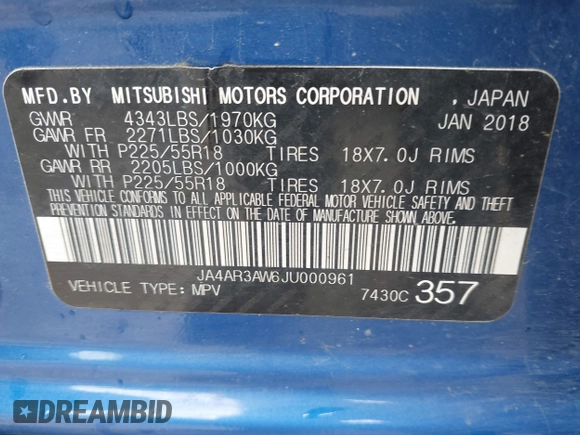 MFD.BY MITSUBISHI MOTORS CORPORATION , JAPAN
GVWR 4343LBS/1970KG JAN 2018
GAWR FR 2271LBS/1030KG
WITH P225/55R18 TIRES 18X7.0J RIMS
GAWR RR 2205LBS/1000KG
WITH P225/55R18 TIRES 18X7.0J RIMS
THIS VEHICLE CONFORMS TO ALL APPLICABLE FEDERAL MOTOR VEHICLE SAFETY AND THEFT
PREVENTION STANDARDS IN EFFECT ON THE DATE OF MANUFACTURE SHOWN ABOVE.
JA4AR3AW6JU000961
VEHICLE TYPE: MPV 7430C 357
DREAMBID